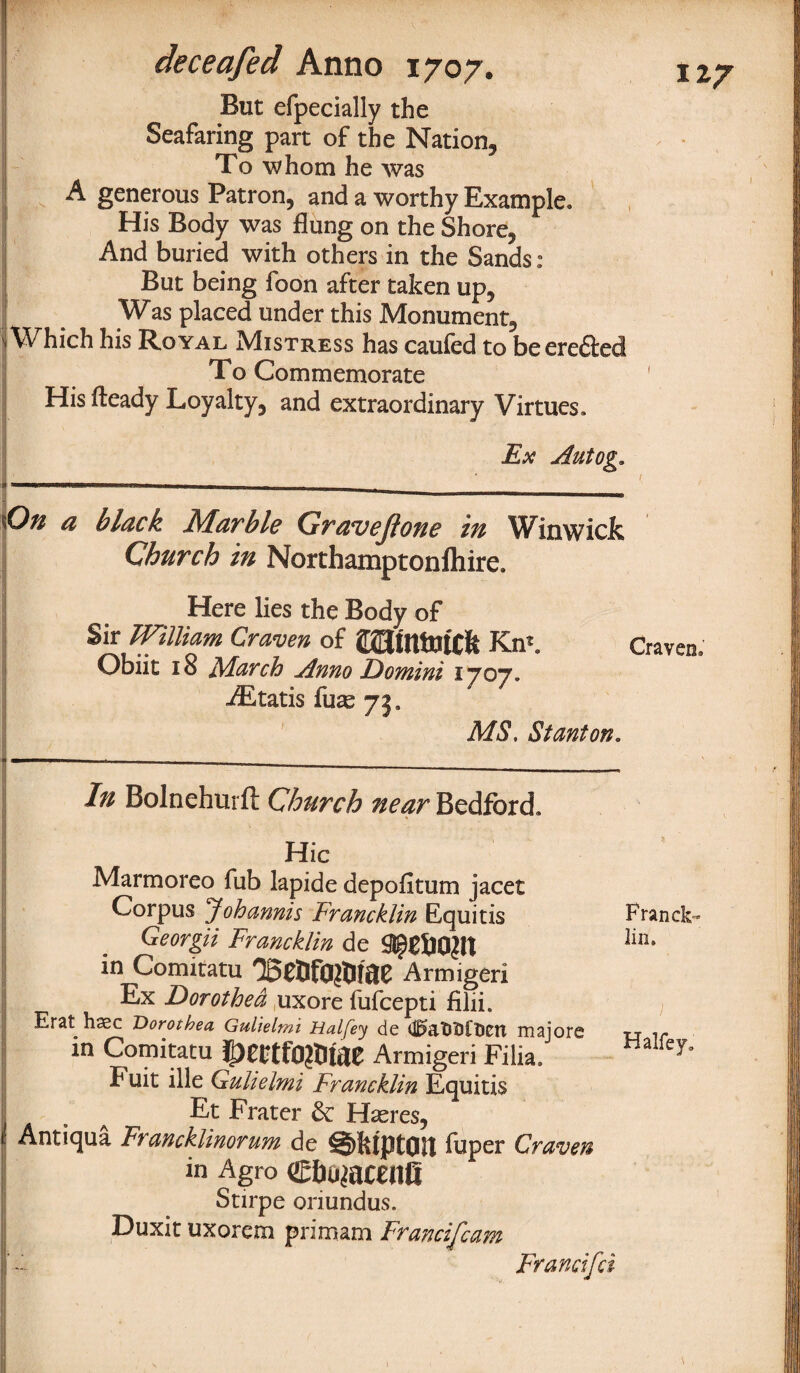 deceaſed Anno 1707. 127
But eſpecially the
Seafaring part of the Nation,
To whom he was
A generous Patron, and a worthy Example.
His Body was flung on the Shore,
And buried with others in the Sands:
But being ſoon after taken up,
Was placed under this Monument,
Which his ROYAL MISTRESS has cauſed to be erected
To Commemorate
His ſteady Loyalty, and extraordinary Virtues.
Ex Autog.
On a black Marble Graveſtone in Winwick
Church in Northamptonſhire.
Here lies the Body of
Sir William Craven of Winwick Knt. Craven.
Obiit 18 March Anno Domini 1707.
Ætatis ſuæ 73.
MS. Stanton.
In Bolnehurſt Church near Bedford.
Hic
Marmoreo ſub lapide depoſitum jacet
Corpus Johannis Francklin Equitis Franck-
Georgii Francklin de Meborn lin.
in Comitatu Bedfordiae Armigeri
Ex Dorotheâ uxore ſuſcepti filii.
Erat hæc Dorothea Gulielmi Halſey de Gaddſden majore
in Comitatu Hertfordiae Armigeri Filia. Halſey.
Fuit ille Gulielmi Francklin Equitis
Et Frater & Hæres,
Antiquâ Francklinorum de Skipton ſuper Craven
in Agro Eboracenſi
Stirpe oriundus.
Duxit uxorem primam Franciſcam
Franciſci